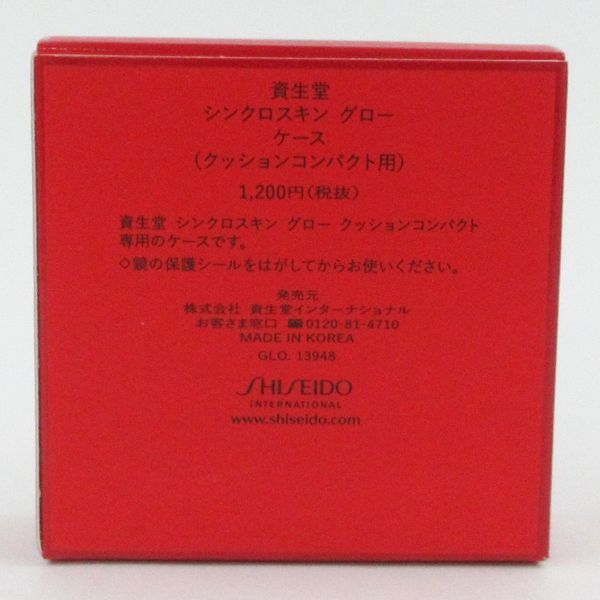 資生堂
シンクロスキン グロー
ケース
(クッションコンパクト用)
1,200円(税抜)
資生堂 シンクロスキン グロー クッションコンパクト
専用のケースです。
◇鏡の保護シールをはがしてからお使いください。
発売元
株式会社 資生堂インターナショナル
お客さま窓口 ☎0120-81-4710
MADE IN KOREA
GLO. 13948
SHISEIDO
INTERNATIONAL
www.shiseido.com